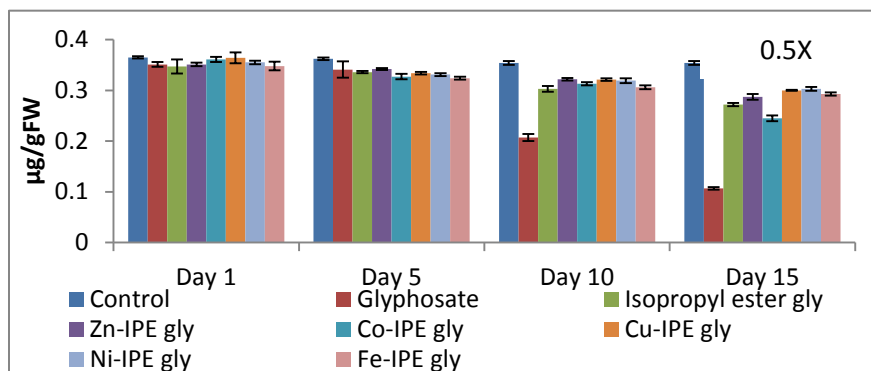 0.4
0.5X
0.3
0.2
0.1
0
µg/gFW
Day 1 Day 5 Day 10 Day 15
Control Glyphosate Isopropyl ester gly
Zn-IPE gly Co-IPE gly Cu-IPE gly
Ni-IPE gly Fe-IPE gly